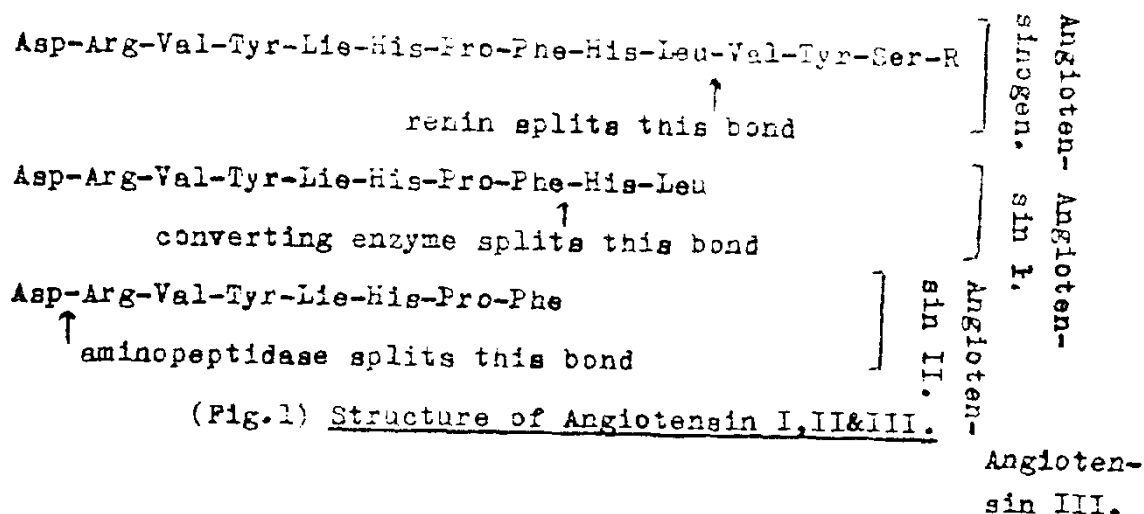 Asp-Arg-Val-Tyr-Lie-His-Pro-Phe-His-Leu-Val-Tyr-Ser-R
renin splits this bond
Angioten-
sinogen.
Asp-Arg-Val-Tyr-Lie-His-Pro-Phe-His-Leu
converting enzyme splits this bond
Angioten-
sin I.
Asp-Arg-Val-Tyr-Lie-His-Pro-Phe
aminopeptidase splits this bond
Angioten-
sin II.
(Fig.1) Structure of Angiotensin I,II&III.
Angioten-
sin III.